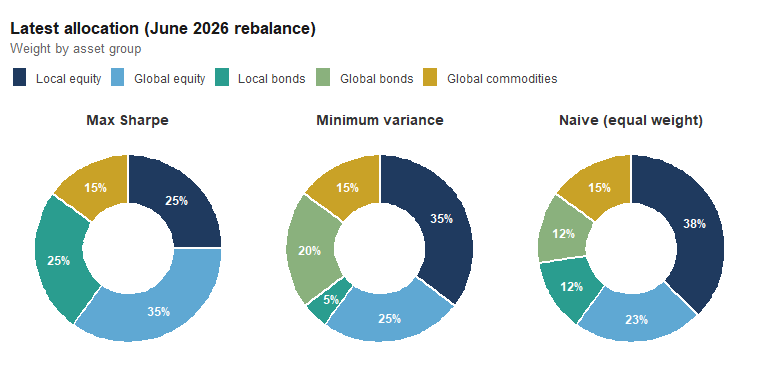 Latest allocation (June 2026 rebalance)
Weight by asset group
Local equity Global equity Local bonds Global bonds Global commodities
Max Sharpe Minimum variance Naive (equal weight)
15% 25% 25% 35%
15% 35% 20% 5% 25%
15% 38% 12% 12% 23%